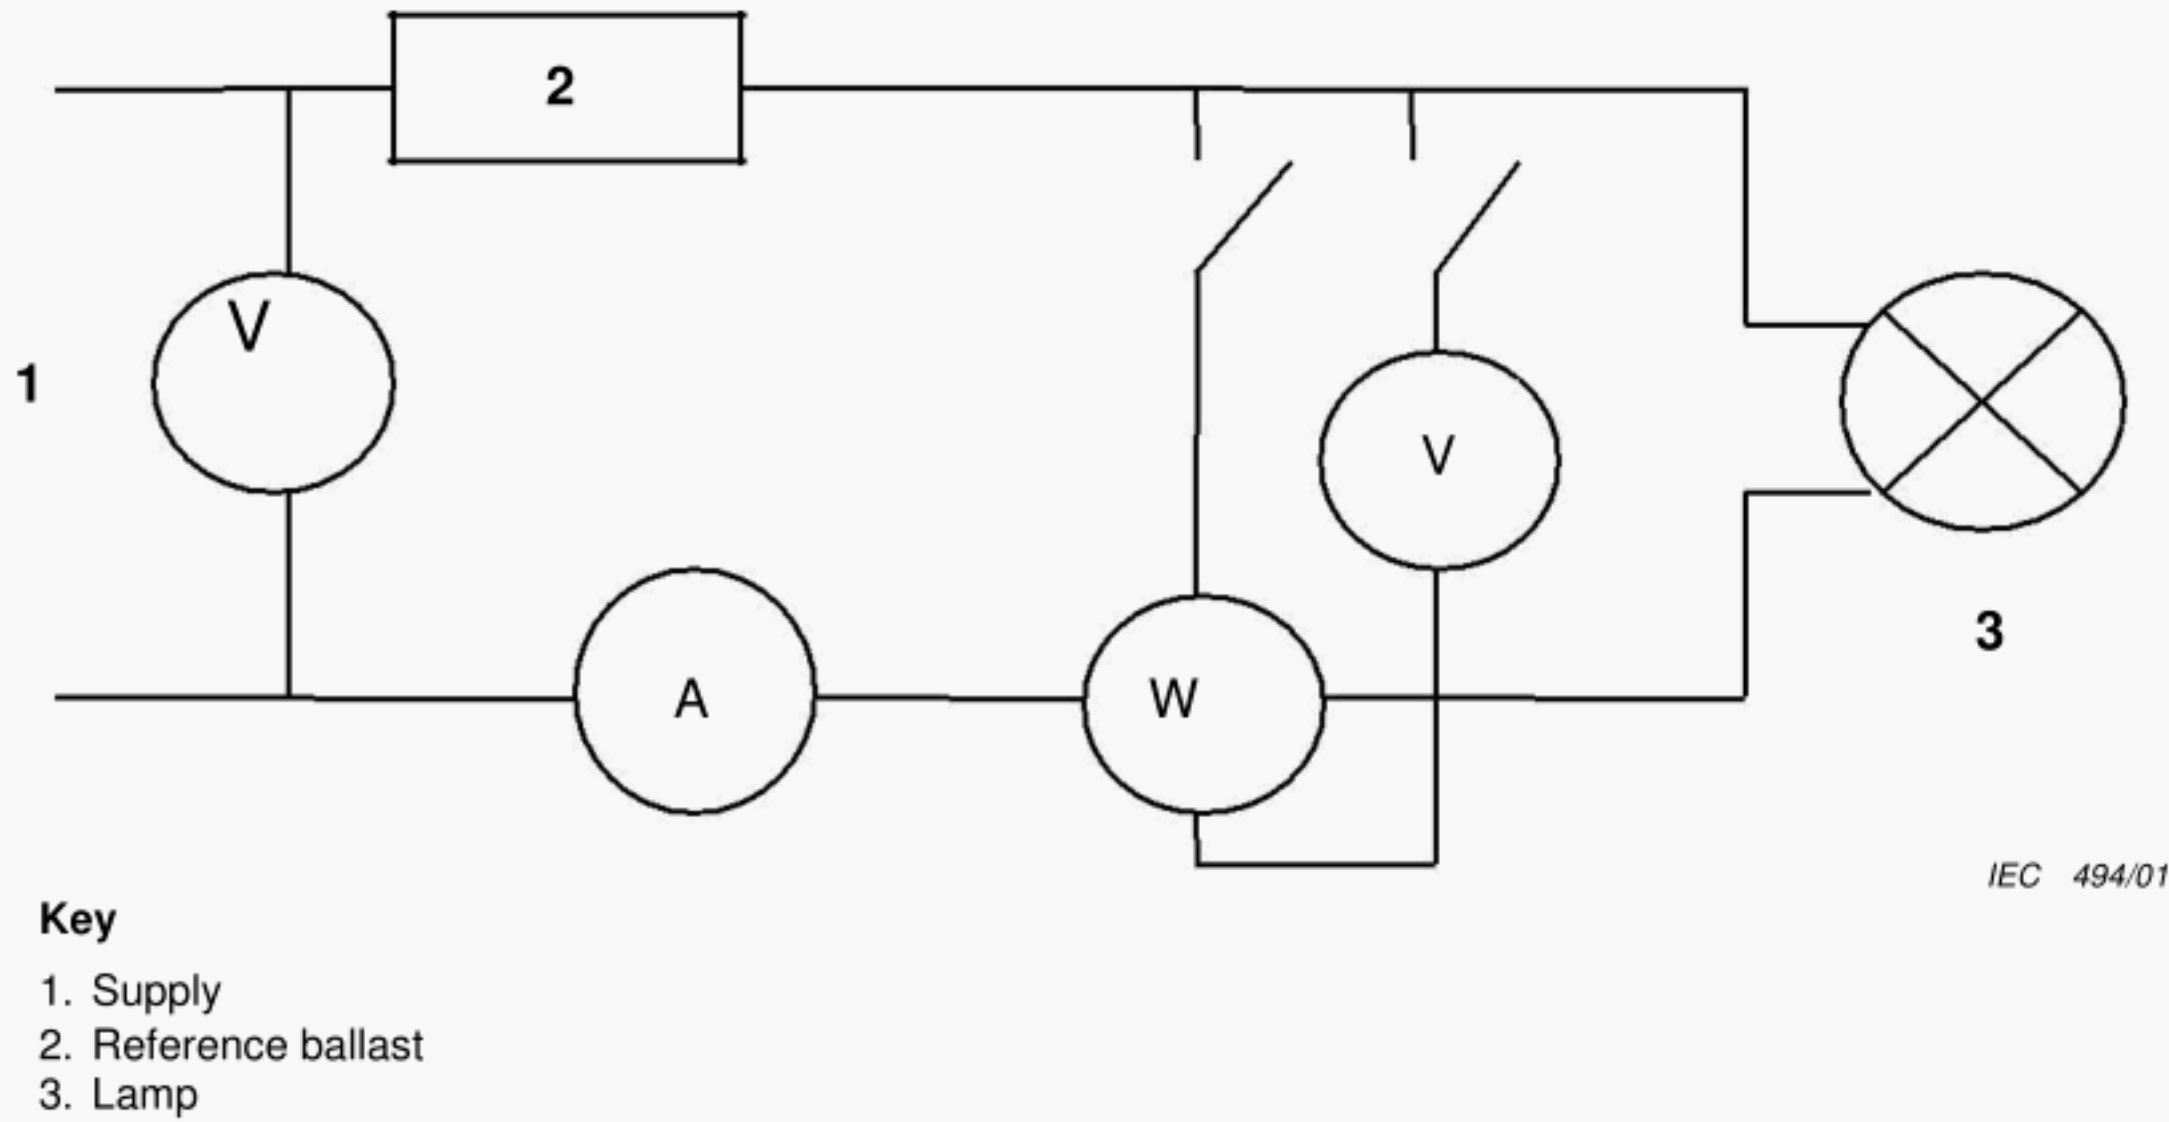 2
V
1
V
A
W
3
IEC 494/01
Key
1. Supply
2. Reference ballast
3. Lamp